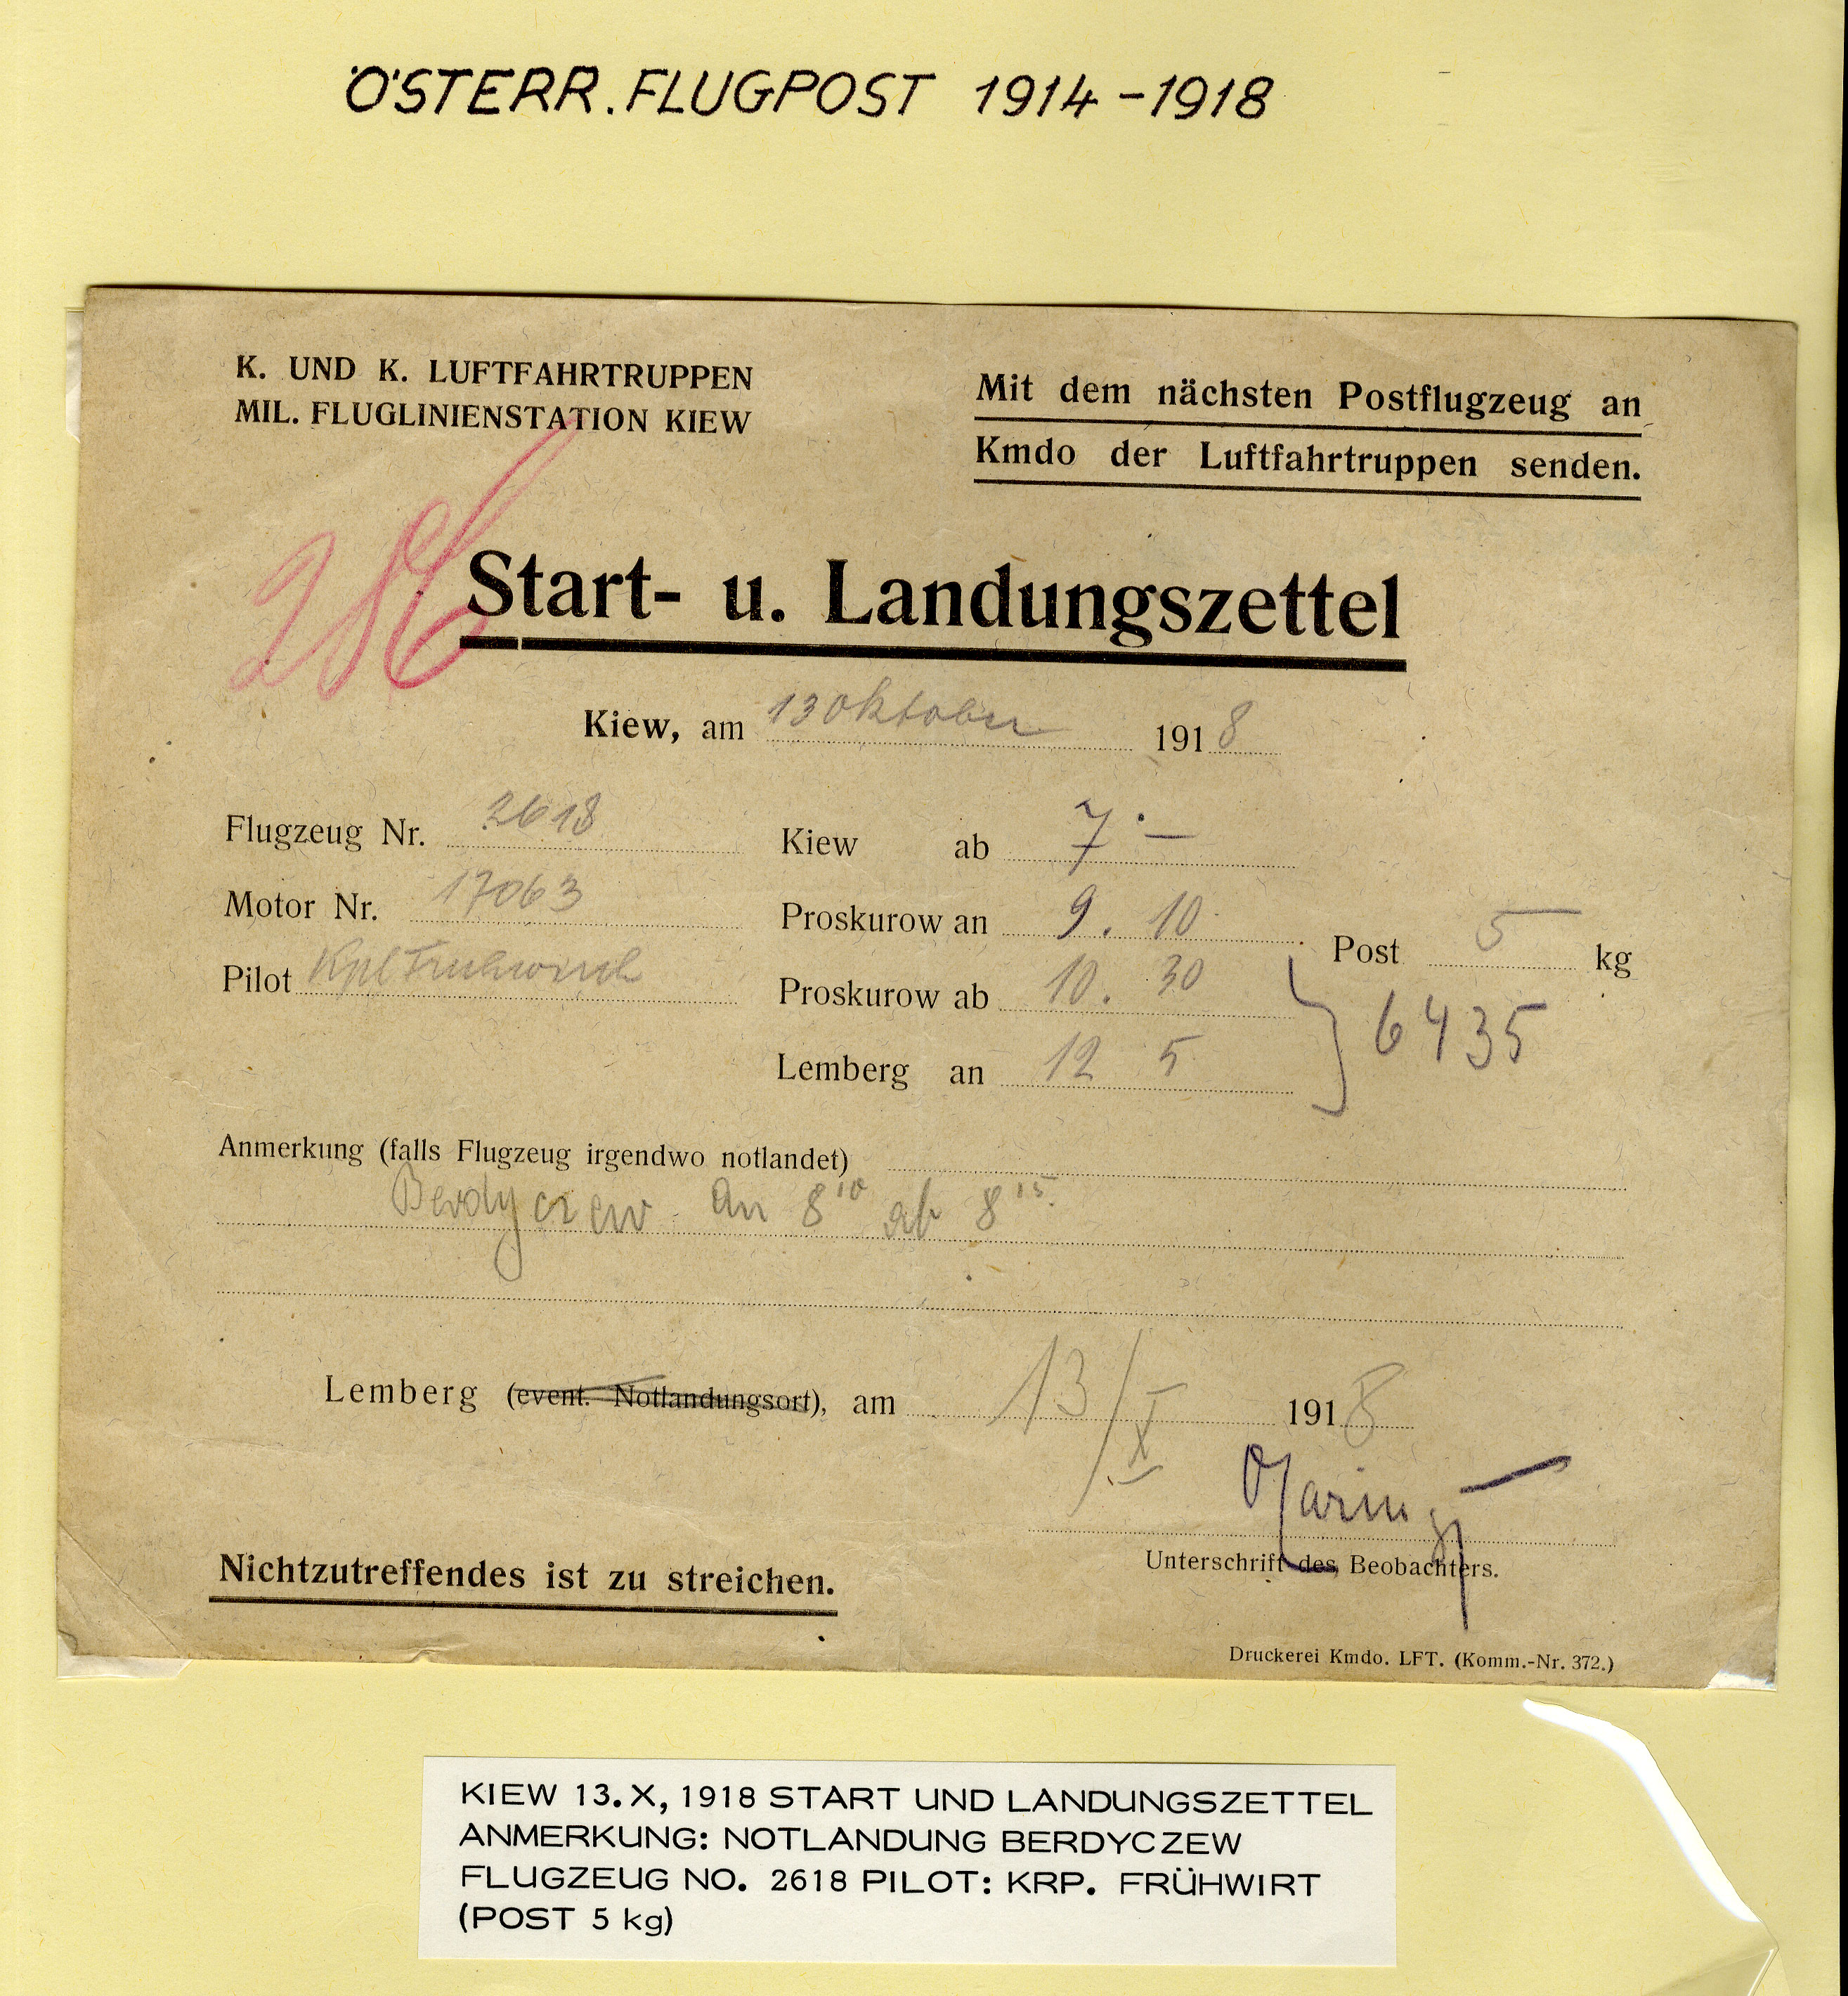 ÖSTERR. FLUGPOST 1914-1918
K. UND K. LUFTFAHRTRUPPEN
MIL. FLUGLINIENSTATION KIEW
Mit dem nächsten Postflugzeug an
Kmdo der Luftfahrtruppen senden.
Start- u. Landungszettel
Kiew, am 13 Oktober 1918
Flugzeug Nr. 2618
Motor Nr. 17063
Pilot Kpl
Kiew ab 7 · —
Proskurow an 9. 10
Proskurow ab 10. 30
Lemberg an 12 5
Post 5 kg
6435
Anmerkung (falls Flugzeug irgendwo notlandet)
Berdyczew an 8 10 ab 8 15
Lemberg (event. Notlandungsort), am 13/X 1918
Unterschrift des Beobachters.
Nichtzutreffendes ist zu streichen.
Druckerei Kmdo. LFT. (Komm.-Nr. 372.)
KIEW 13.X, 1918 START UND LANDUNGSZETTEL
ANMERKUNG: NOTLANDUNG BERDYCZEW
FLUGZEUG NO. 2618 PILOT: KRP. FRÜHWIRT
(POST 5 kg)